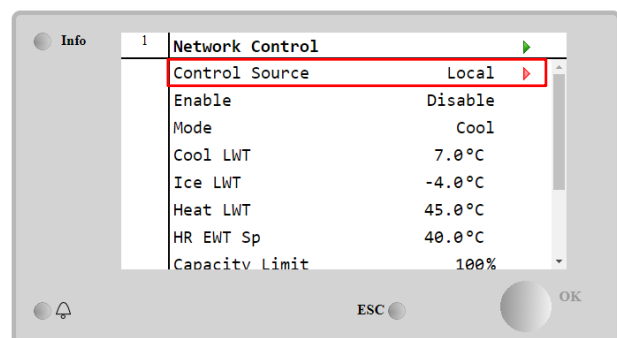 Info
1 Network Control
Control Source Local
Enable Disable
Mode Cool
Cool LWT 7.0°C
Ice LWT -4.0°C
Heat LWT 45.0°C
HR EWT Sp 40.0°C
Capacity Limit 100%
ESC
OK